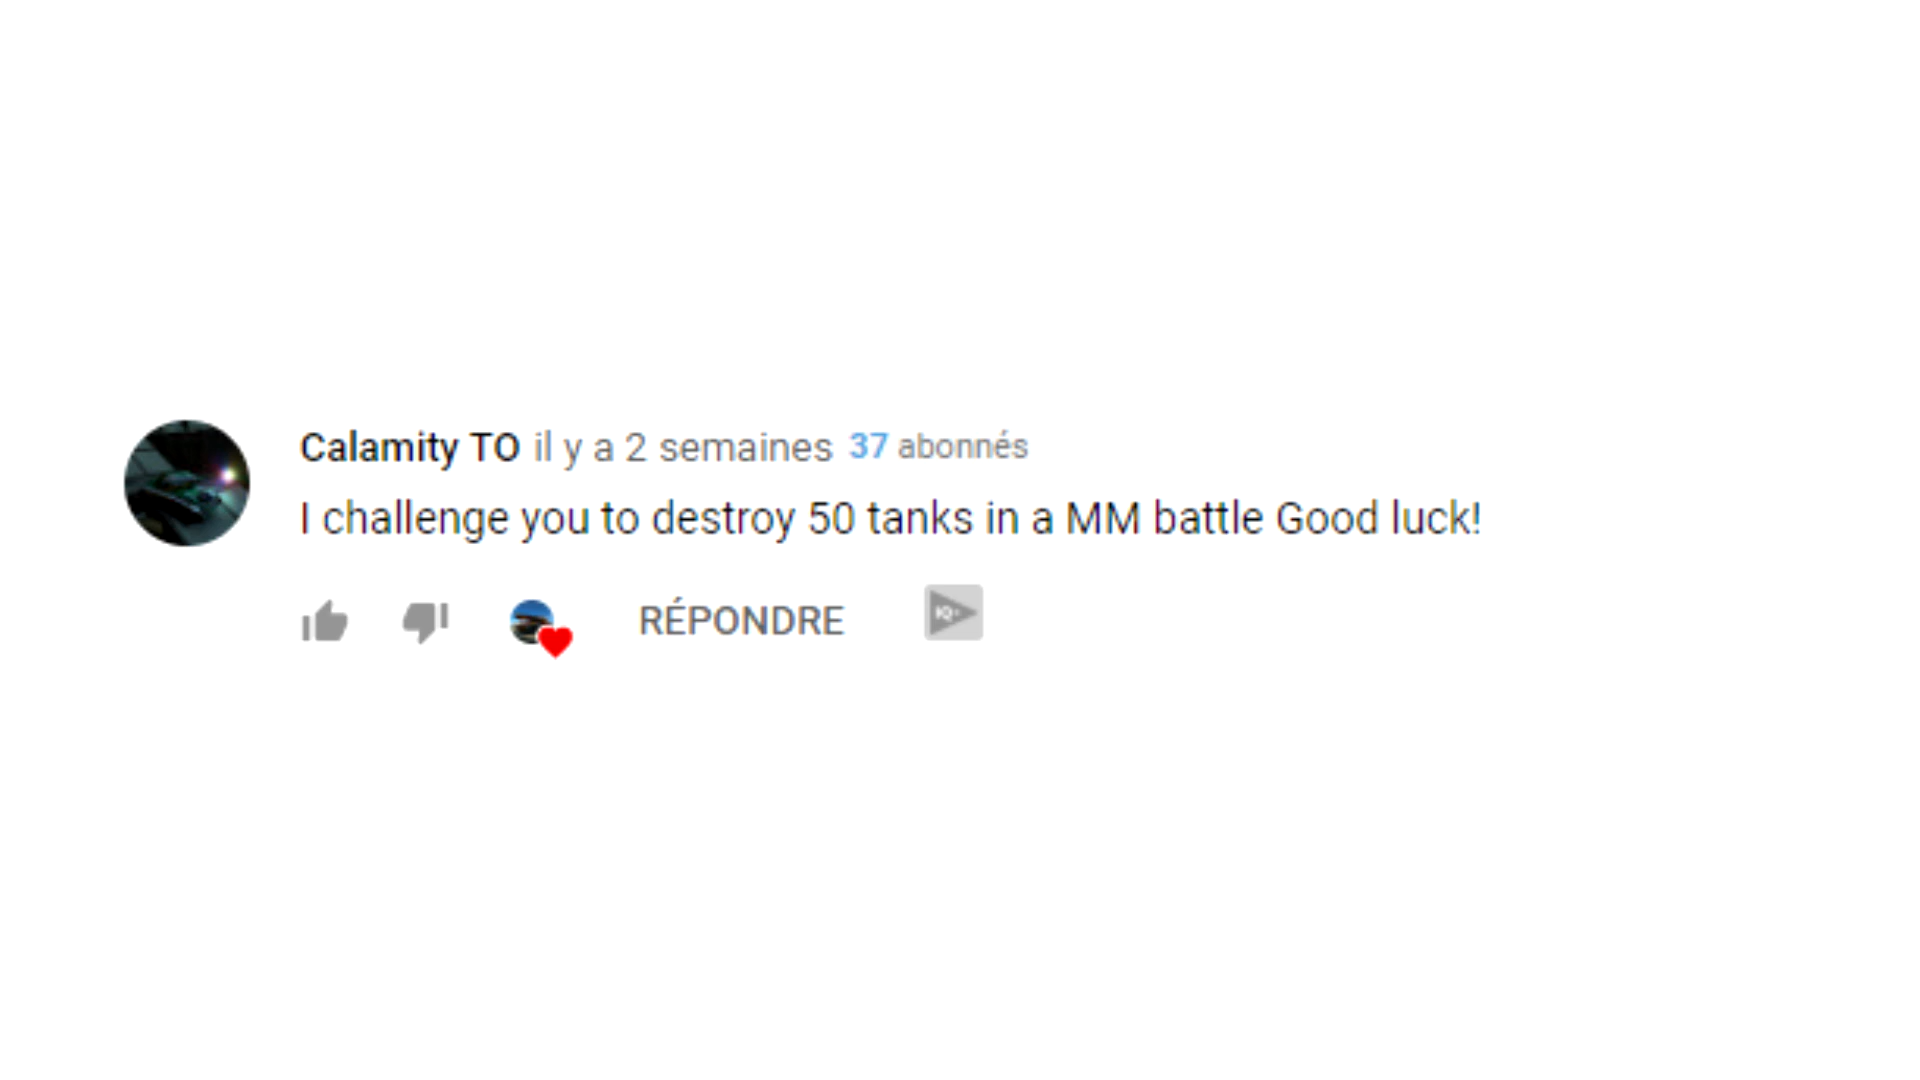 Calamity TO il y a 2 semaines 37 abonnés
I challenge you to destroy 50 tanks in a MM battle Good luck!
RÉPONDRE